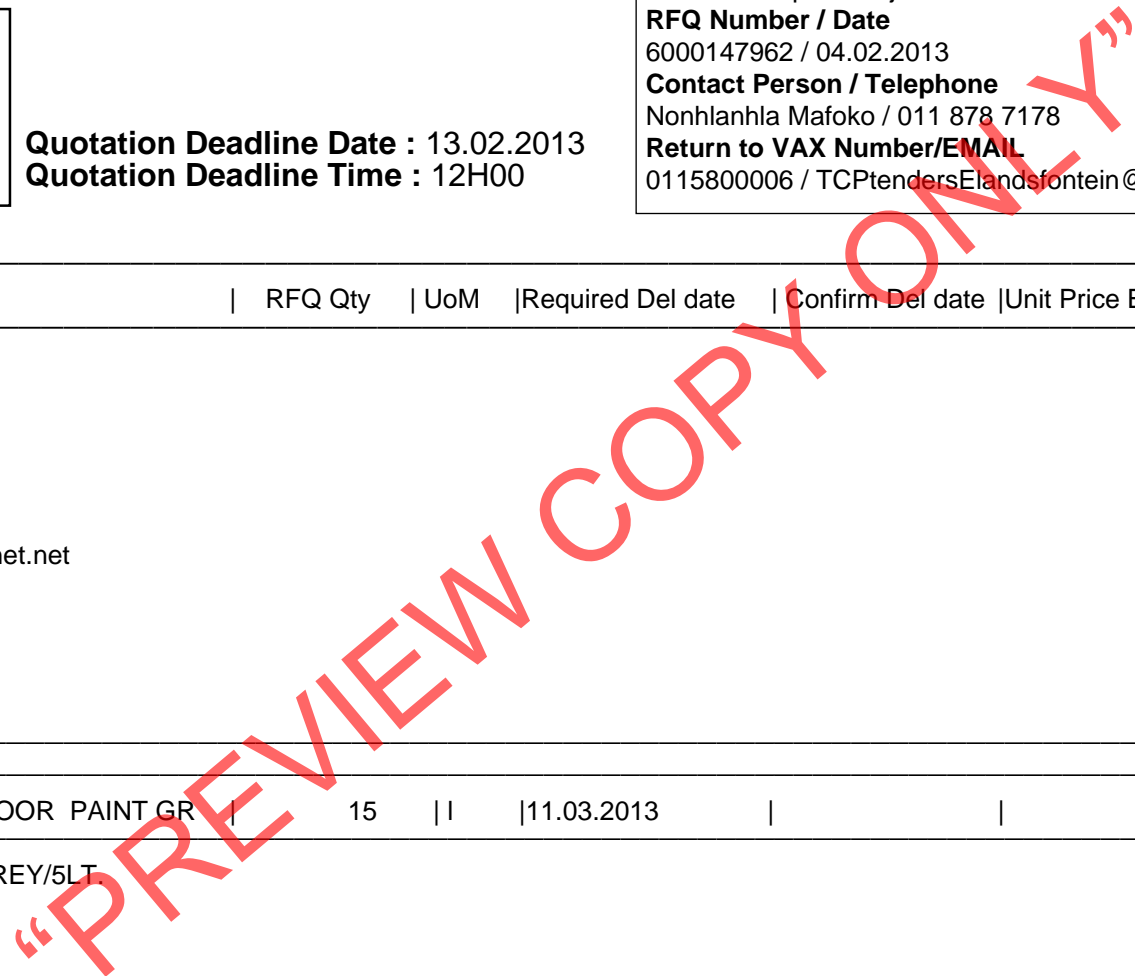 RFQ Number / Date
6000147962 / 04.02.2013
Contact Person / Telephone
Nonhlanhla Mafoko / 011 878 7178
Return to VAX Number/EMAIL
0115800006 / TCPtendersElandsfontein@
Quotation Deadline Date : 13.02.2013
Quotation Deadline Time : 12H00
| RFQ Qty | UoM |Required Del date | Confirm Del date |Unit Price E
net.net
OOR PAINT GR | 15 | l |11.03.2013 | |
REY/5LT.
“PREVIEW COPY ONLY”